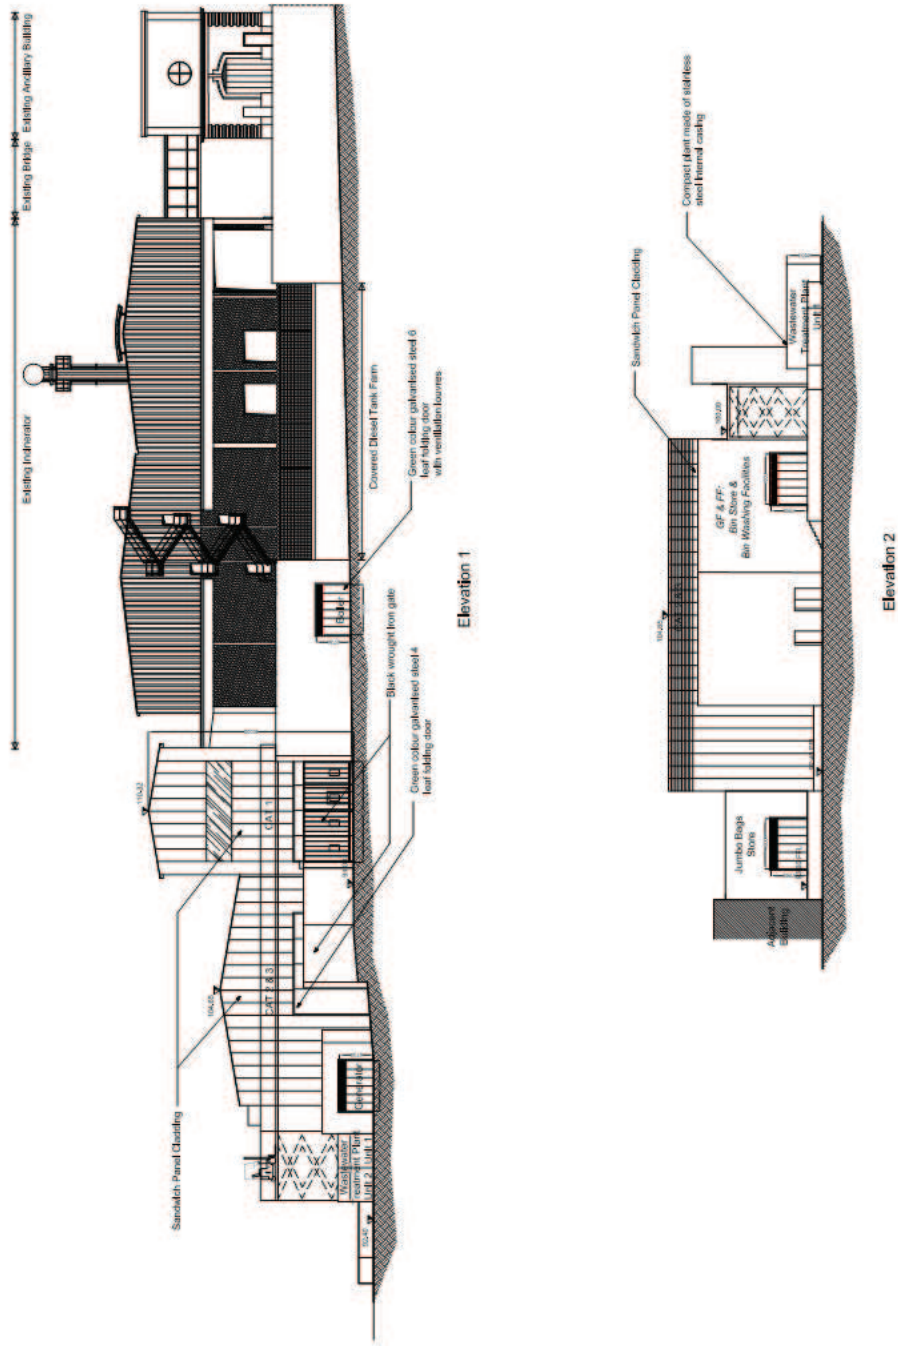 Existing Incinerator
Existing Bridge
Existing Ancillary Building
Sandwich Panel Cladding
CAT 2 & 3
CAT 1
Wastewater
Treatment Plant
Unit 2
Unit 1
Generator
Boiler
Covered Diesel Tank Farm
Black wrought iron gate
Green colour galvanised steel 4
leaf folding door
Green colour galvanised steel 6
leaf folding door
with ventilation louvres
Elevation 1
Adjacent
Building
Jumbo Bags
Store
GF & FF:
Bin Store &
Bin Washing Facilities
Sandwich Panel Cladding
Compact plant made of stainless
steel internal casing
Wastewater
Treatment Plant
Unit 1
Elevation 2